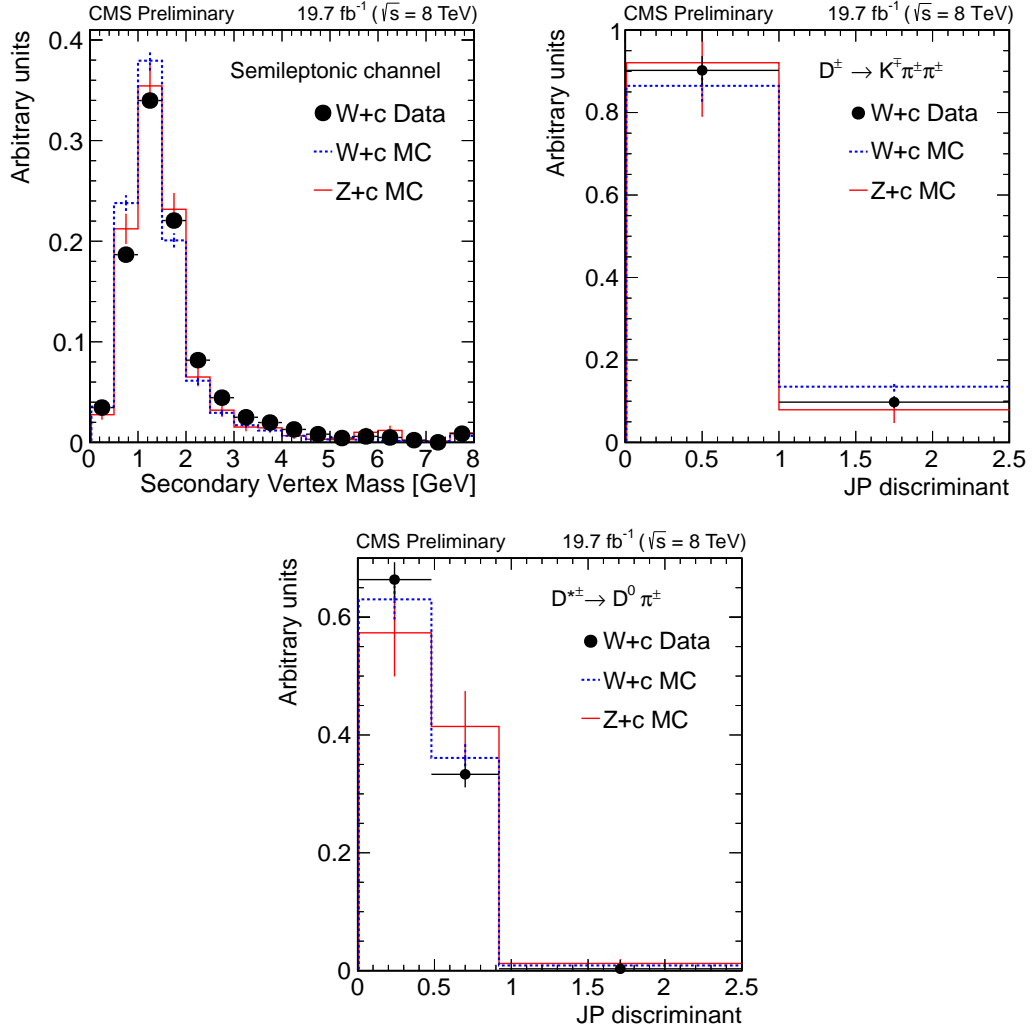 CMS Preliminary 19.7 fb⁻¹ (√s = 8 TeV)
Arbitrary units
0.4
0.3
0.2
0.1
0
Semileptonic channel
W+c Data
W+c MC
Z+c MC
0 1 2 3 4 5 6 7 8
Secondary Vertex Mass [GeV]
CMS Preliminary 19.7 fb⁻¹ (√s = 8 TeV)
Arbitrary units
1
0.8
0.6
0.4
0.2
0
D± → K∓π±π±
W+c Data
W+c MC
Z+c MC
0 0.5 1 1.5 2 2.5
JP discriminant
CMS Preliminary 19.7 fb⁻¹ (√s = 8 TeV)
Arbitrary units
0.6
0.4
0.2
0
D*± → D⁰ π±
W+c Data
W+c MC
Z+c MC
0 0.5 1 1.5 2 2.5
JP discriminant